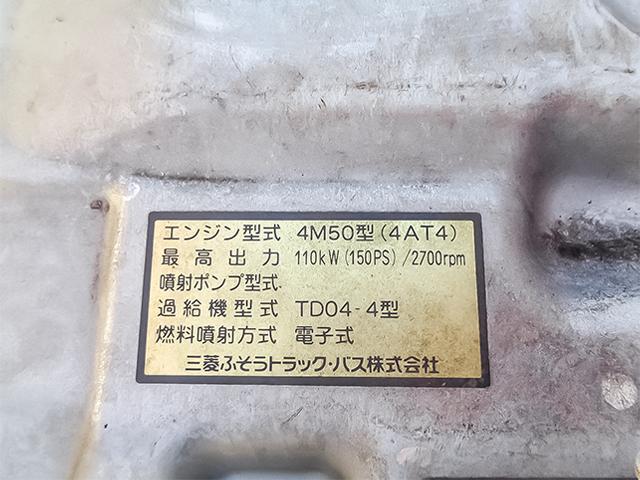 エンジン型式 4M50型(4AT4)
最高出力 110kW(150PS)/2700rpm
噴射ポンプ型式
過給機型式 TD04-4型
燃料噴射方式 電子式
三菱ふそうトラック・バス株式会社